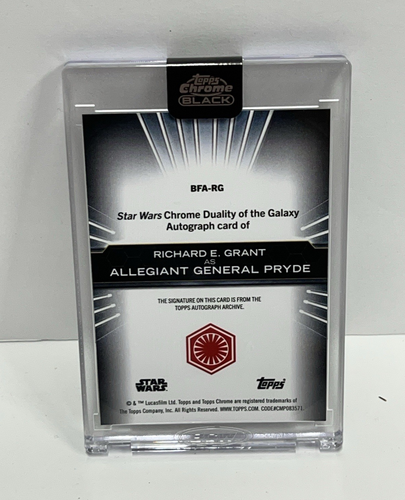 topps
Chrome
BLACK
BFA-RG
Star Wars Chrome Duality of the Galaxy
Autograph card of
RICHARD E. GRANT
AS
ALLEGIANT GENERAL PRYDE
THE SIGNATURE ON THIS CARD IS FROM THE
TOPPS AUTOGRAPH ARCHIVE.
STAR
WARS
topps
© & ™ Lucasfilm Ltd. Topps and Topps Chrome are registered trademarks of
The Topps Company, Inc. All Rights Reserved. WWW.TOPPS.COM. CODE#CMP083571